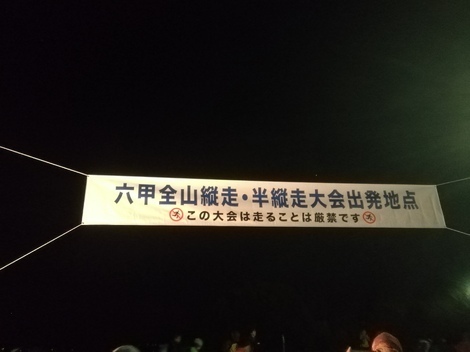 六甲全山縦走・半縦走大会出発地点
この大会は走ることは厳禁です